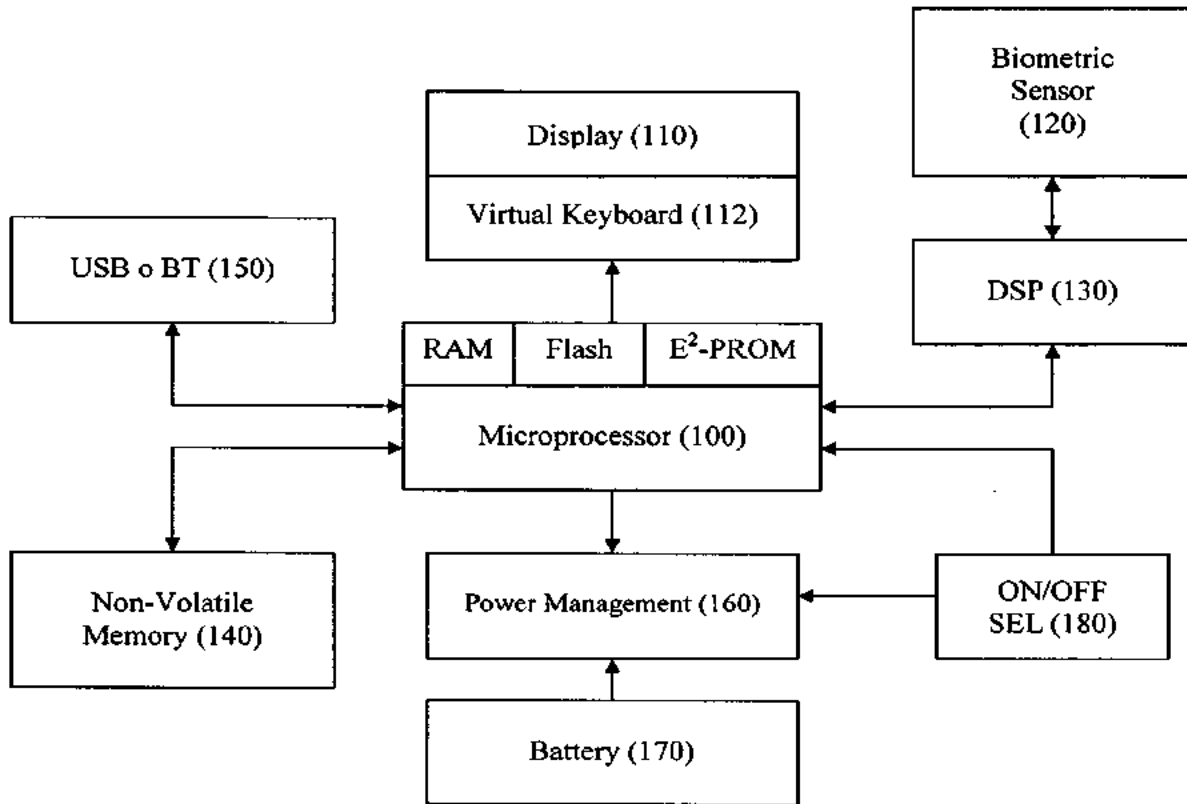 Biometric
Sensor
(120)
Display (110)
Virtual Keyboard (112)
USB o BT (150)
DSP (130)
RAM
Flash
E²-PROM
Microprocessor (100)
Non-Volatile
Memory (140)
Power Management (160)
ON/OFF
SEL (180)
Battery (170)